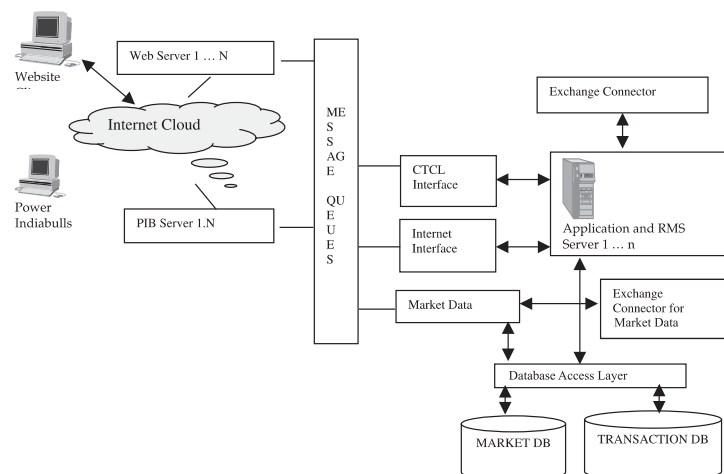 Website
Web Server 1 … N
Internet Cloud
Power
Indiabulls
PIB Server 1.N
ME
S
S
AG
E
QU
E
U
E
S
CTCL
Interface
Internet
Interface
Market Data
Exchange Connector
Application and RMS
Server 1 … n
Exchange
Connector for
Market Data
Database Access Layer
MARKET DB
TRANSACTION DB